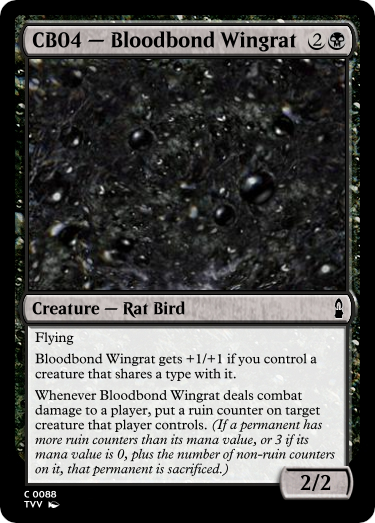 CB04 — Bloodbond Wingrat 2
Creature — Rat Bird
Flying
Bloodbond Wingrat gets +1/+1 if you control a
creature that shares a type with it.
Whenever Bloodbond Wingrat deals combat
damage to a player, put a ruin counter on target
creature that player controls. (If a permanent has
more ruin counters than its mana value, or 3 if its
mana value is 0, plus the number of non-ruin counters
on it, that permanent is sacrificed.)
2/2
C 0088
TVV